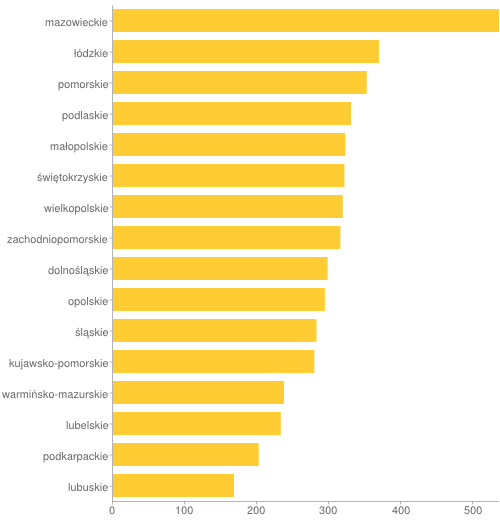 mazowieckie
łódzkie
pomorskie
podlaskie
małopolskie
świętokrzyskie
wielkopolskie
zachodniopomorskie
dolnośląskie
opolskie
śląskie
kujawsko-pomorskie
warmińsko-mazurskie
lubelskie
podkarpackie
lubuskie
0 100 200 300 400 500